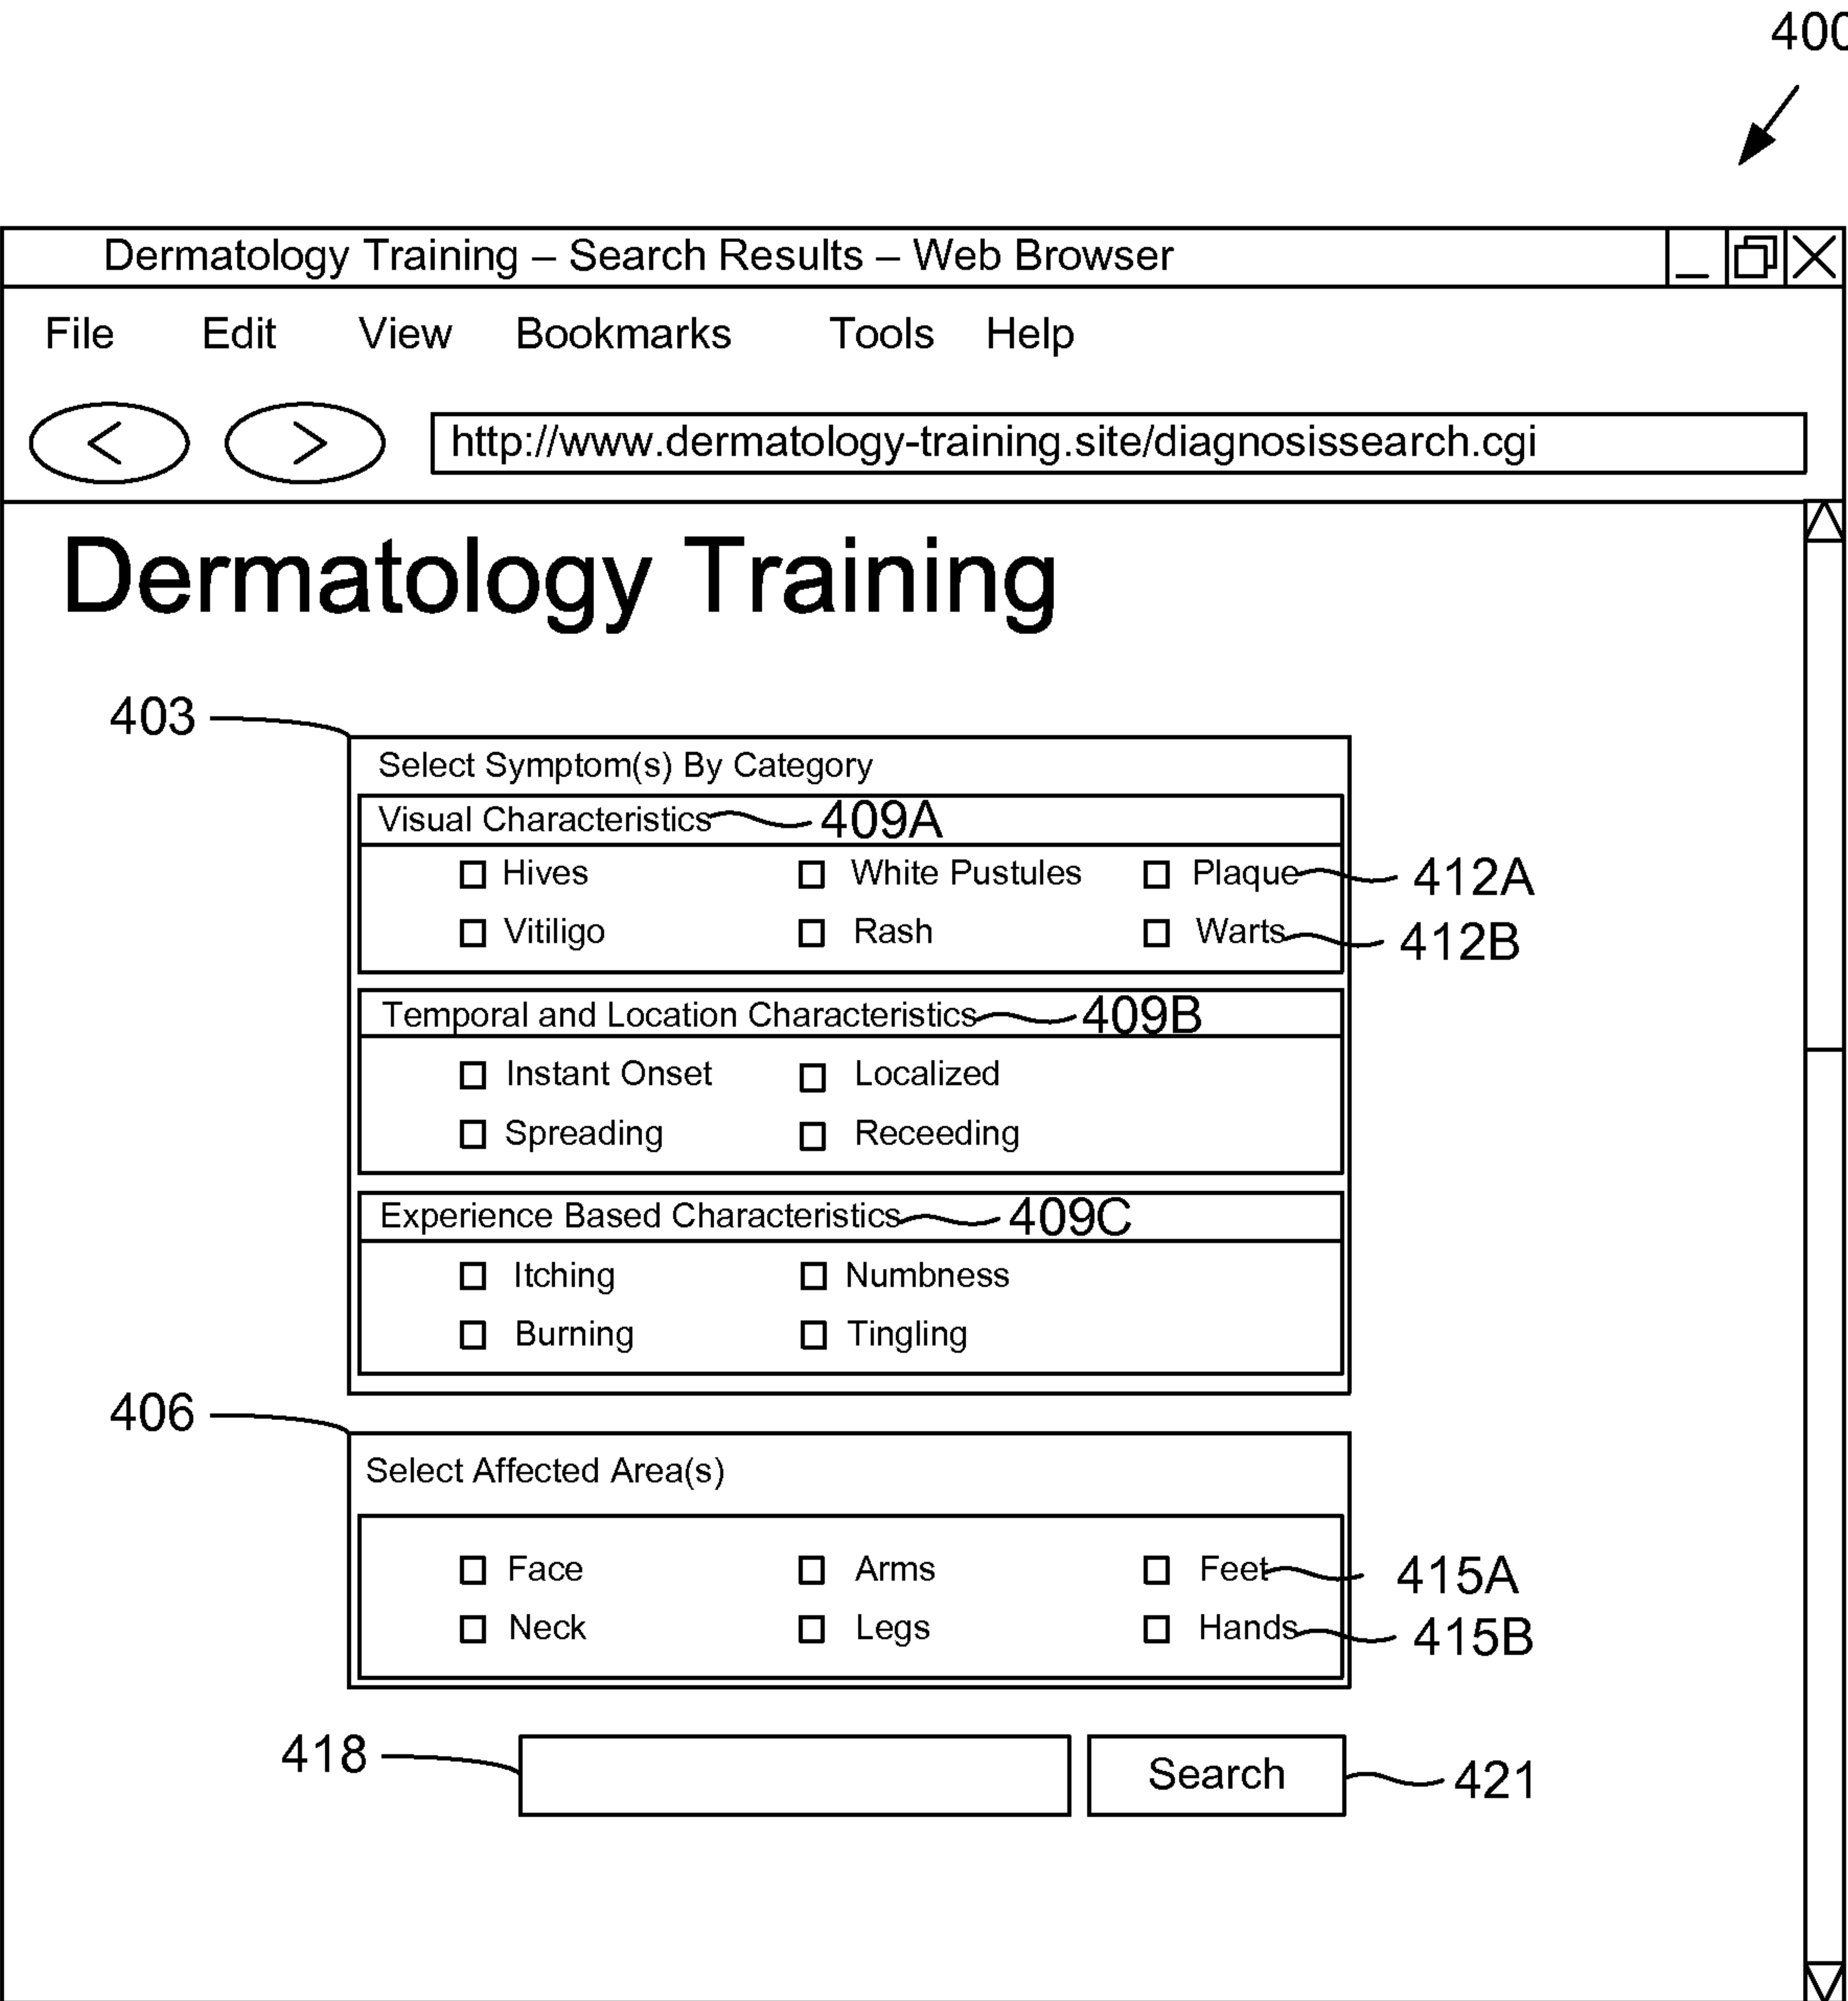 400
Dermatology Training – Search Results – Web Browser
File Edit View Bookmarks Tools Help
< > http://www.dermatology-training.site/diagnosissearch.cgi
Dermatology Training
403
Select Symptom(s) By Category
Visual Characteristics 409A
Hives White Pustules Plaque 412A
Vitiligo Rash Warts 412B
Temporal and Location Characteristics 409B
Instant Onset Localized
Spreading Receeding
Experience Based Characteristics 409C
Itching Numbness
Burning Tingling
406
Select Affected Area(s)
Face Arms Feet 415A
Neck Legs Hands 415B
418 Search 421